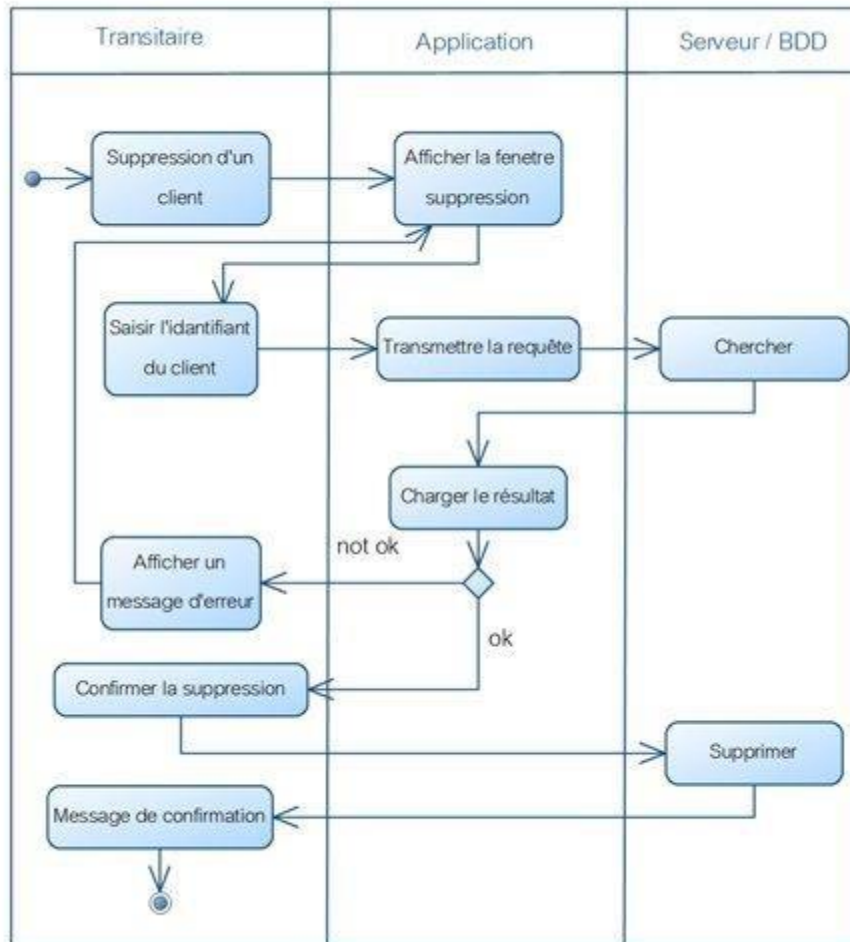 Transitaire
Application
Serveur / BDD
Suppression d'un
client
Afficher la fenetre
suppression
Saisir l'idantifiant
du client
Transmettre la requête
Chercher
Charger le résultat
not ok
Afficher un
message d'erreur
ok
Confirmer la suppression
Supprimer
Message de confirmation